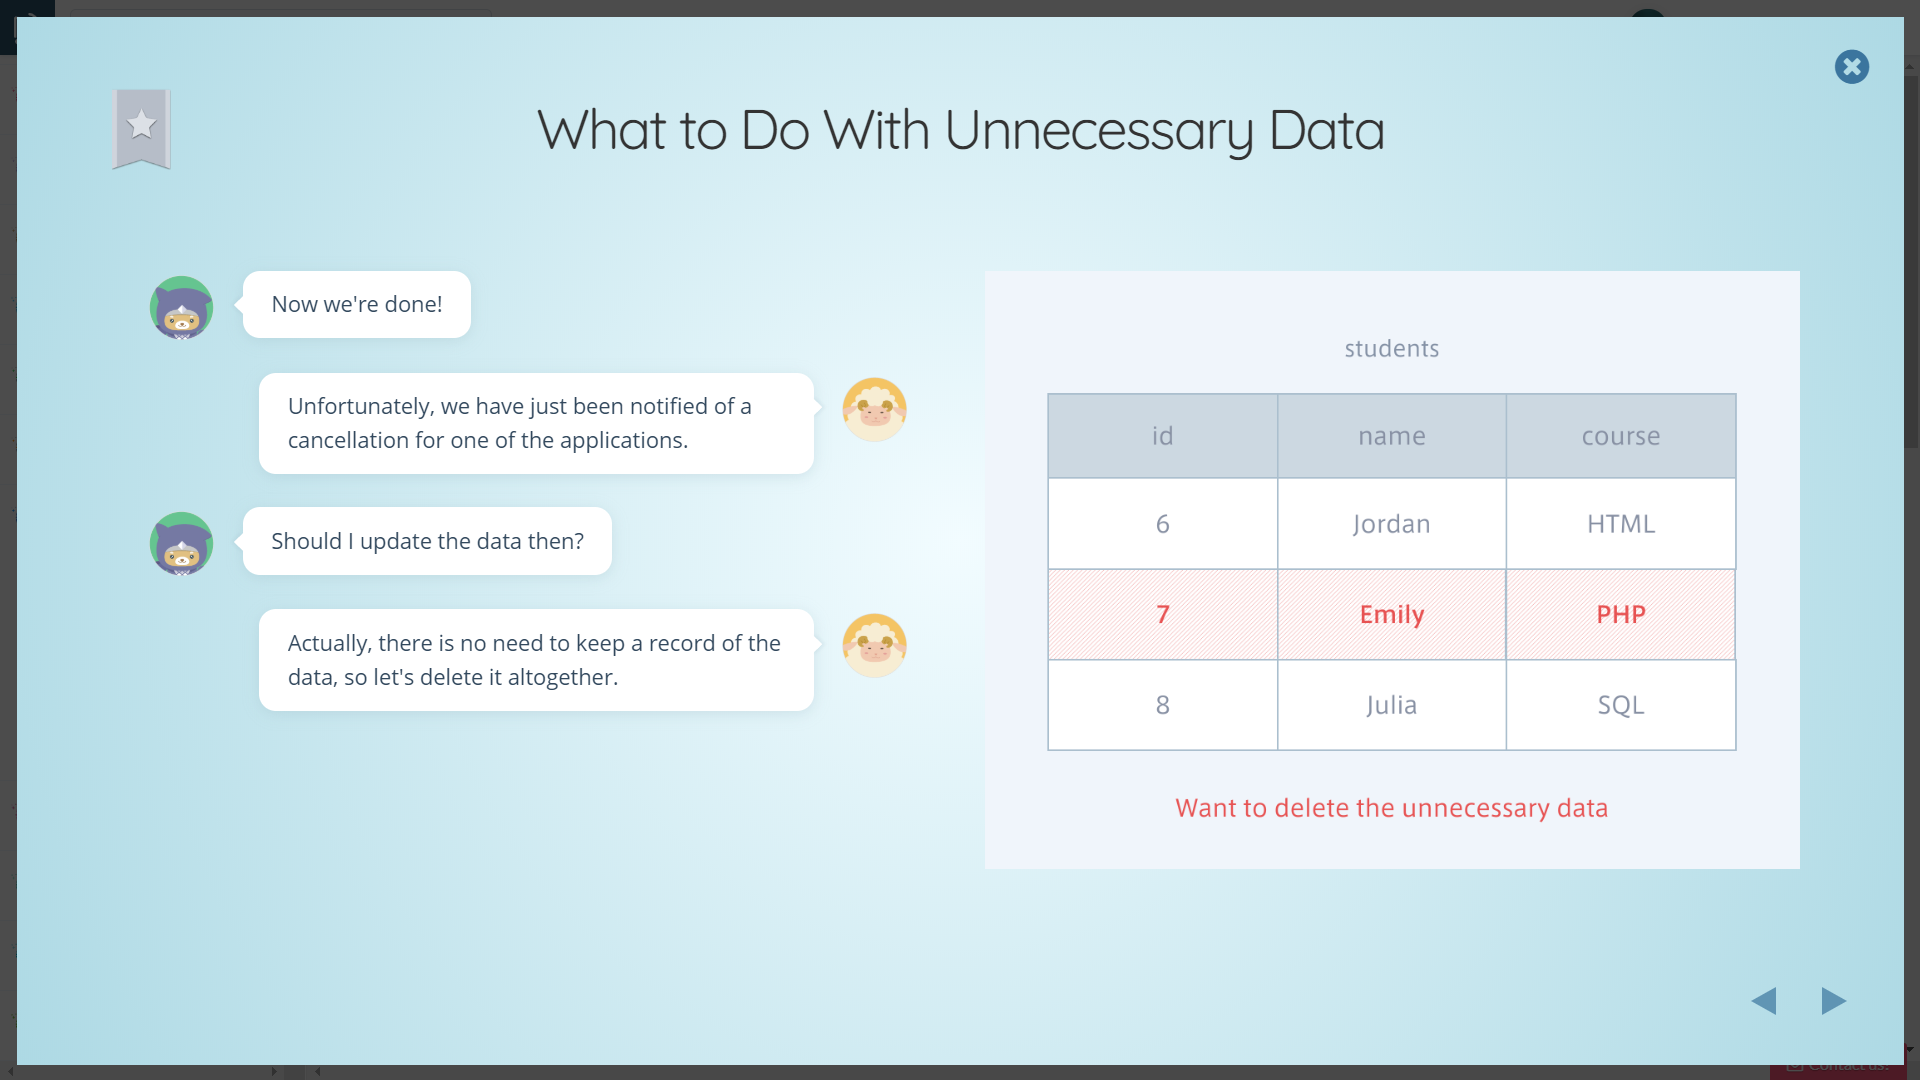 What to Do With Unnecessary Data
Now we're done!
Unfortunately, we have just been notified of a
cancellation for one of the applications.
Should I update the data then?
Actually, there is no need to keep a record of the
data, so let's delete it altogether.
students
id name course
6 Jordan HTML
7 Emily PHP
8 Julia SQL
Want to delete the unnecessary data
Contact us!